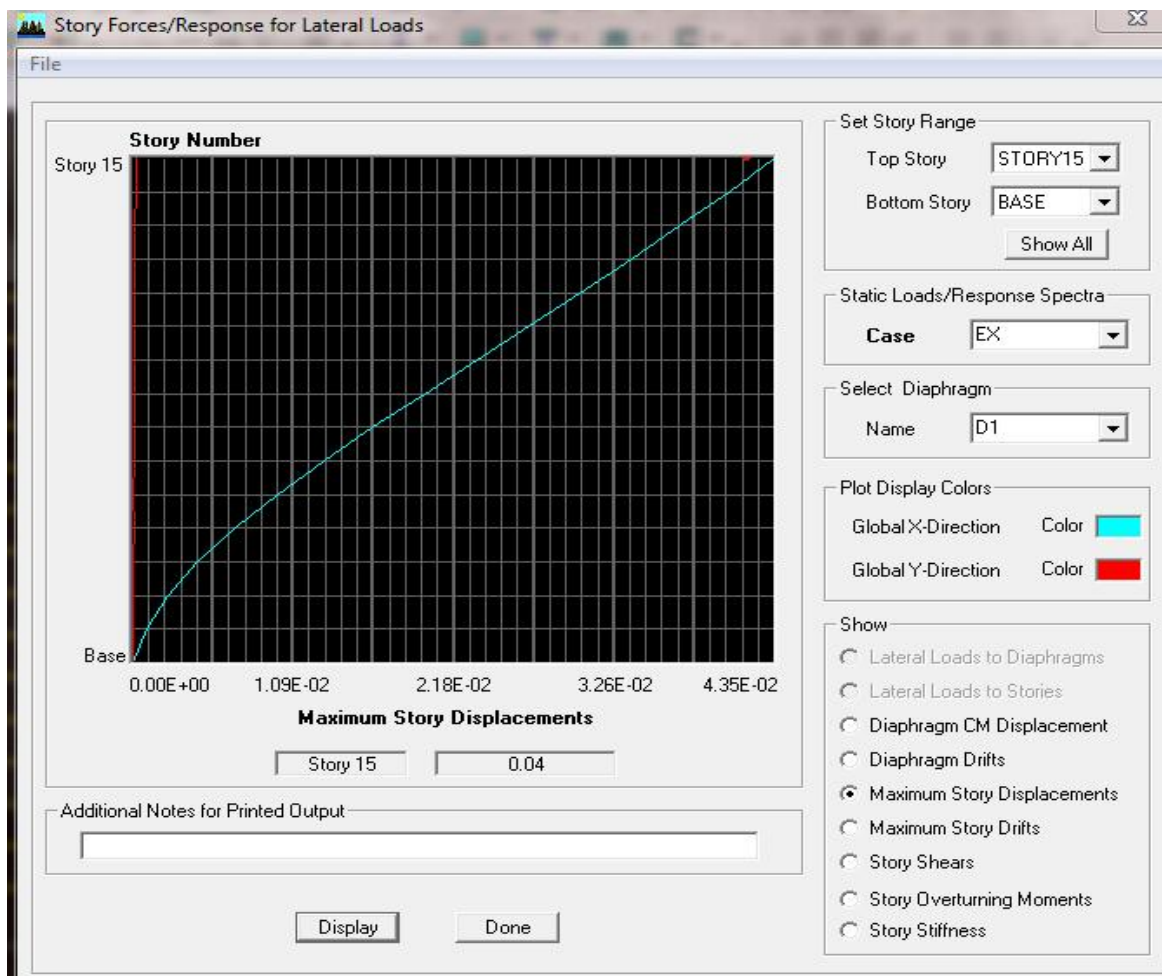 Story Forces/Response for Lateral Loads
File
Story Number
Story 15
Base
0.00E+00 1.09E-02 2.18E-02 3.26E-02 4.35E-02
Maximum Story Displacements
Story 15 0.04
Additional Notes for Printed Output
Display Done
Set Story Range
Top Story STORY15
Bottom Story BASE
Show All
Static Loads/Response Spectra
Case EX
Select Diaphragm
Name D1
Plot Display Colors
Global X-Direction Color
Global Y-Direction Color
Show
Lateral Loads to Diaphragms
Lateral Loads to Stories
Diaphragm CM Displacement
Diaphragm Drifts
Maximum Story Displacements
Maximum Story Drifts
Story Shears
Story Overturning Moments
Story Stiffness